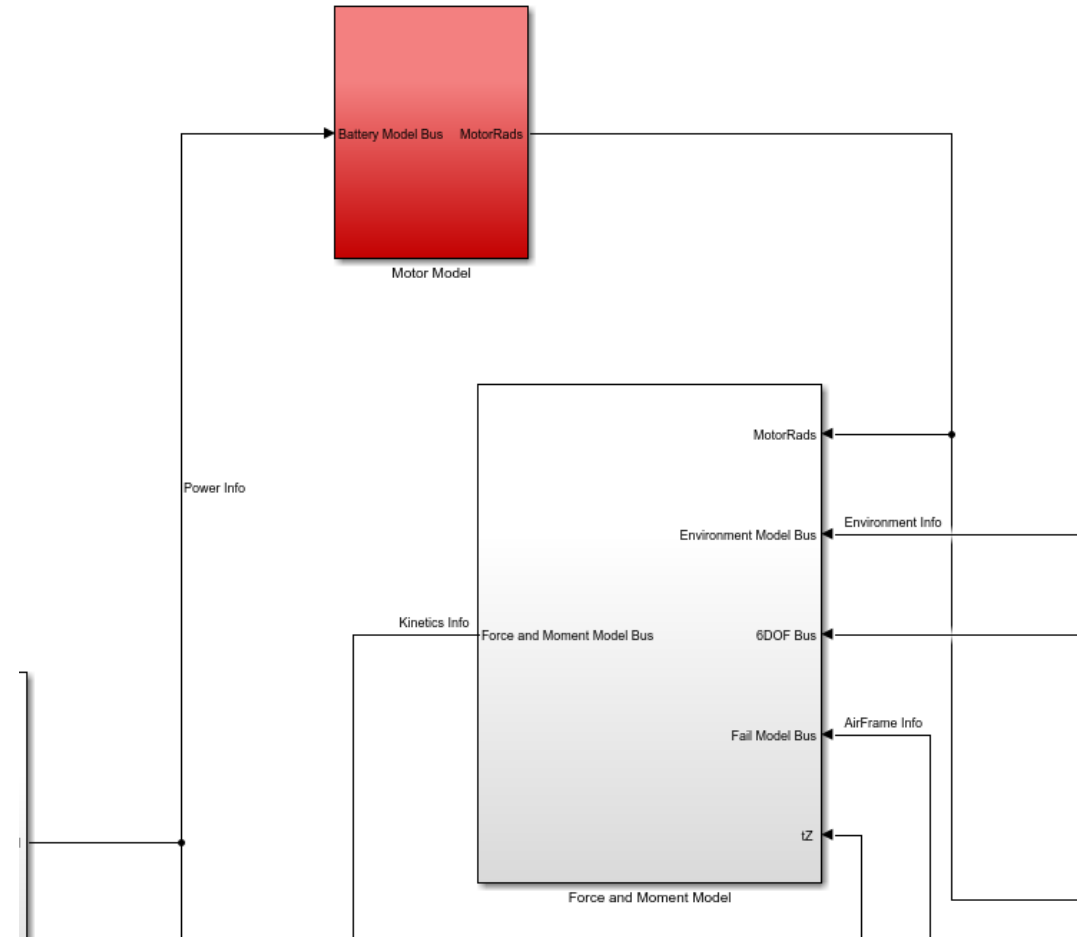 Battery Model Bus MotorRads
Motor Model
MotorRads
Power Info
Environment Info
Environment Model Bus
Kinetics Info
Force and Moment Model Bus
6DOF Bus
AirFrame Info
Fail Model Bus
tZ
Force and Moment Model